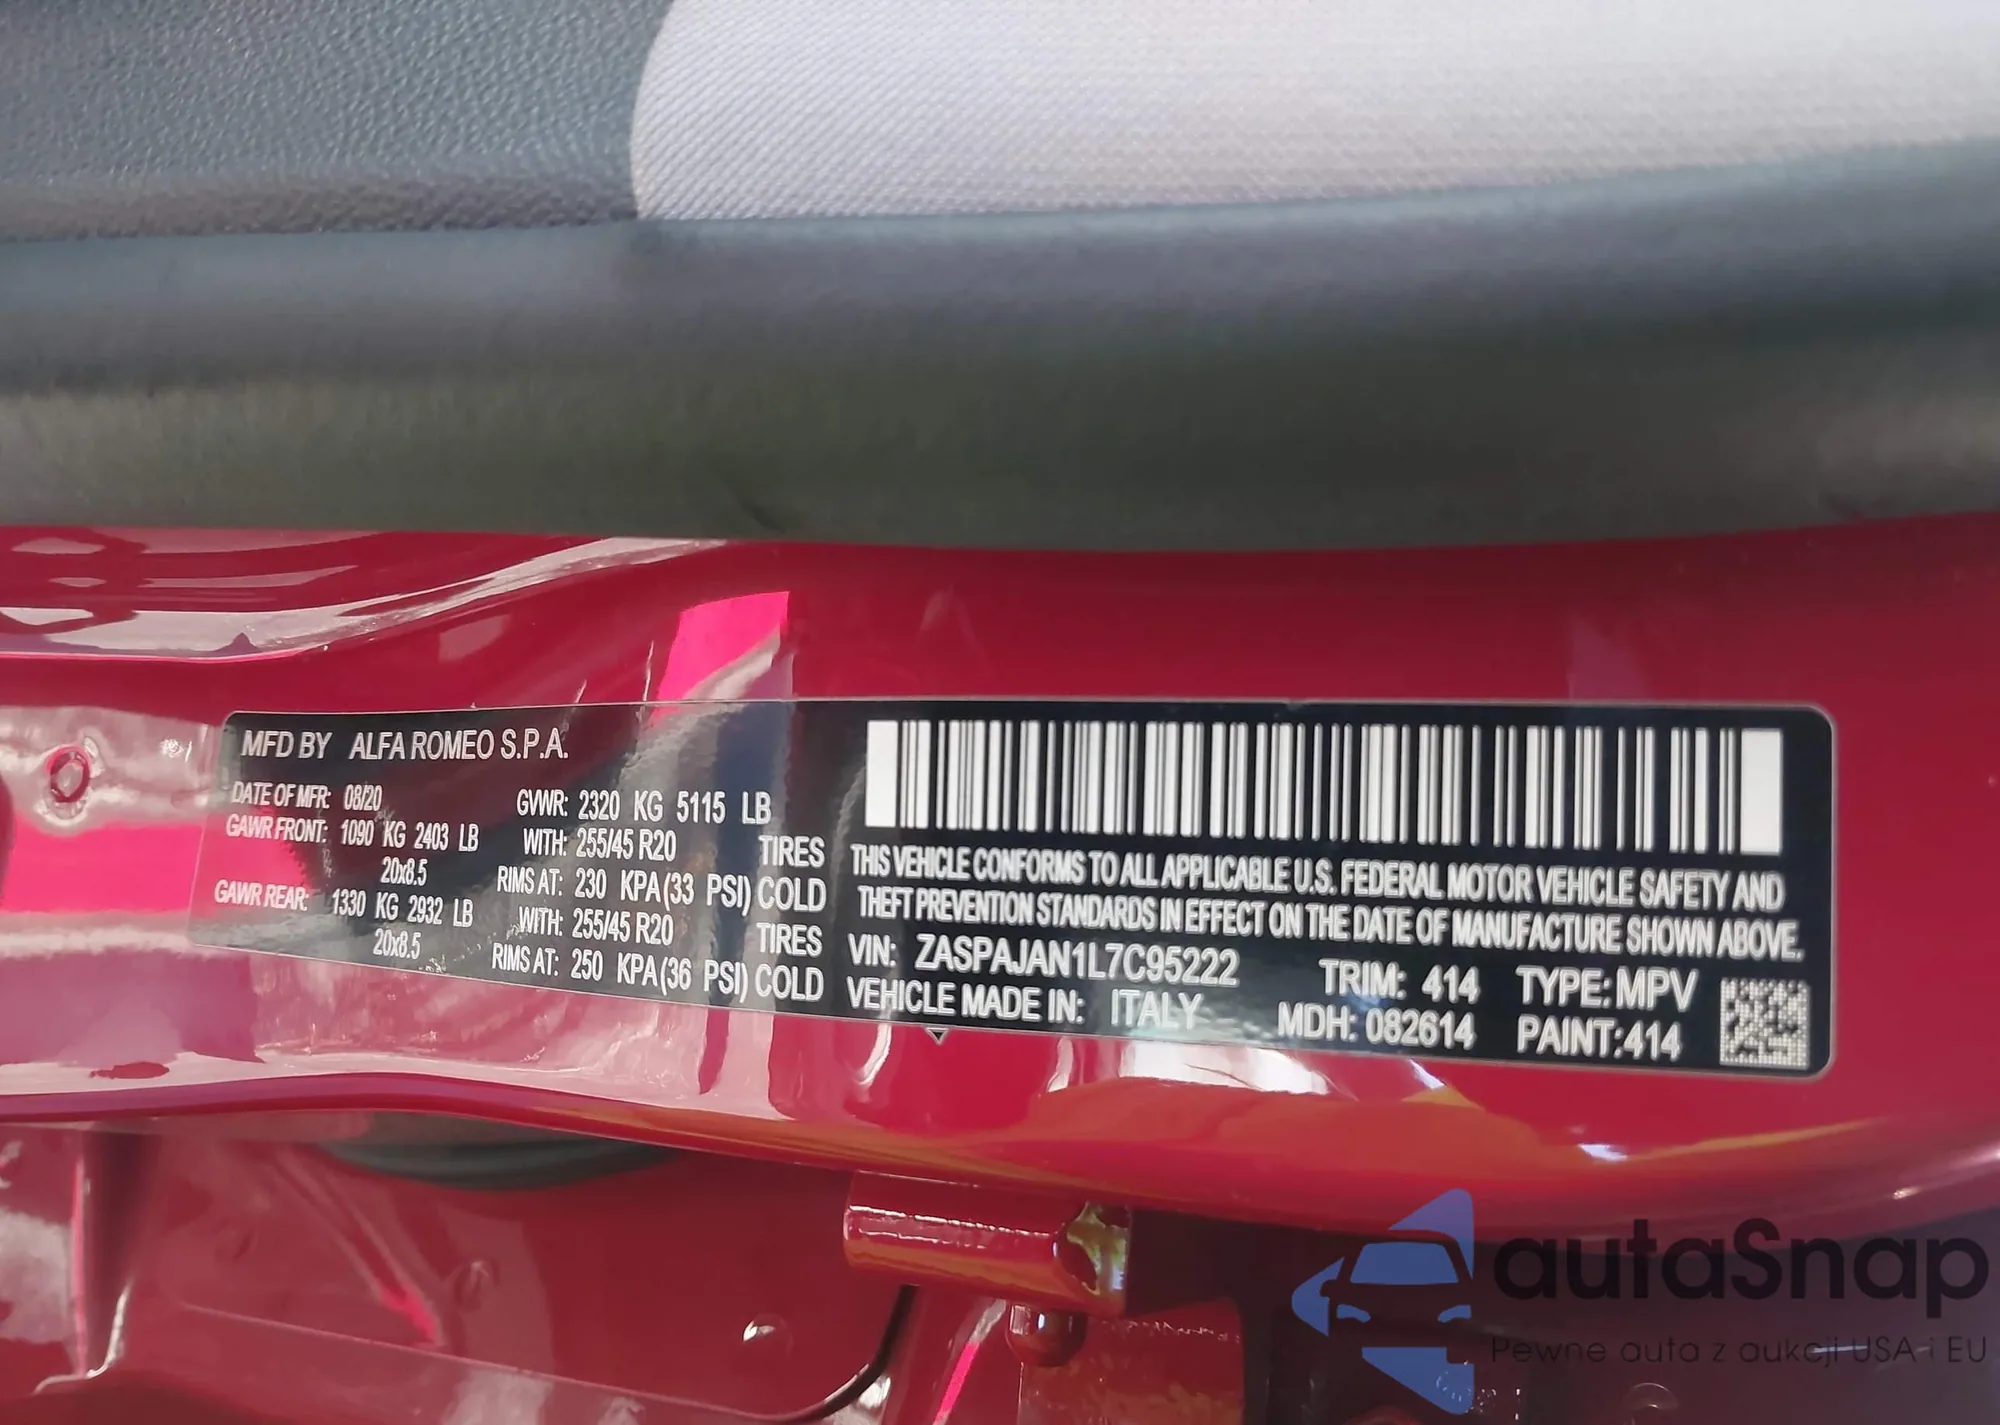 MFD BY ALFA ROMEO S.P.A.
DATE OF MFR: 08/20 GVWR: 2320 KG 5115 LB
GAWR FRONT: 1090 KG 2403 LB WITH: 255/45 R20 TIRES
20x8.5 RIMS AT: 230 KPA(33 PSI) COLD
GAWR REAR: 1330 KG 2932 LB WITH: 255/45 R20 TIRES
20x8.5 RIMS AT: 250 KPA(36 PSI) COLD
THIS VEHICLE CONFORMS TO ALL APPLICABLE U.S. FEDERAL MOTOR VEHICLE SAFETY AND
THEFT PREVENTION STANDARDS IN EFFECT ON THE DATE OF MANUFACTURE SHOWN ABOVE.
VIN: ZASPAJAN1L7C95222 TRIM: 414 TYPE: MPV
VEHICLE MADE IN: ITALY MDH: 082614 PAINT:414
autaSnap
Pewne auta z aukcji USA i EU